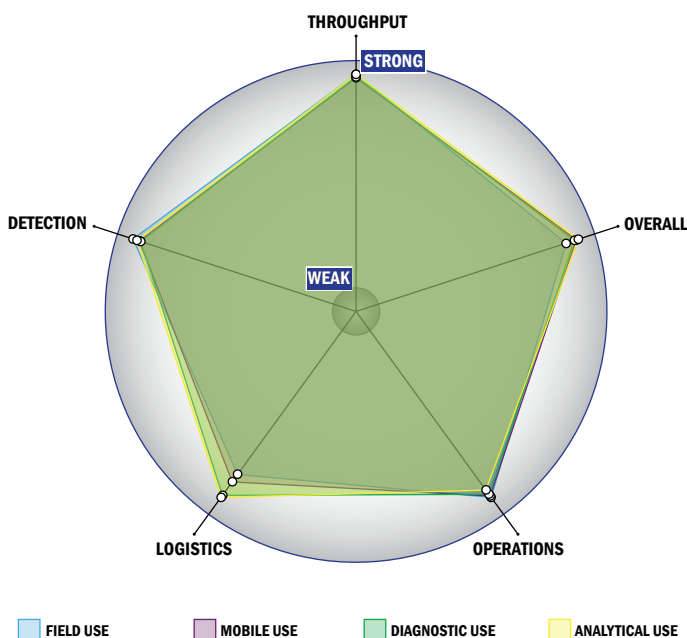 THROUGHPUT
STRONG
DETECTION
OVERALL
WEAK
LOGISTICS
OPERATIONS
FIELD USE
MOBILE USE
DIAGNOSTIC USE
ANALYTICAL USE